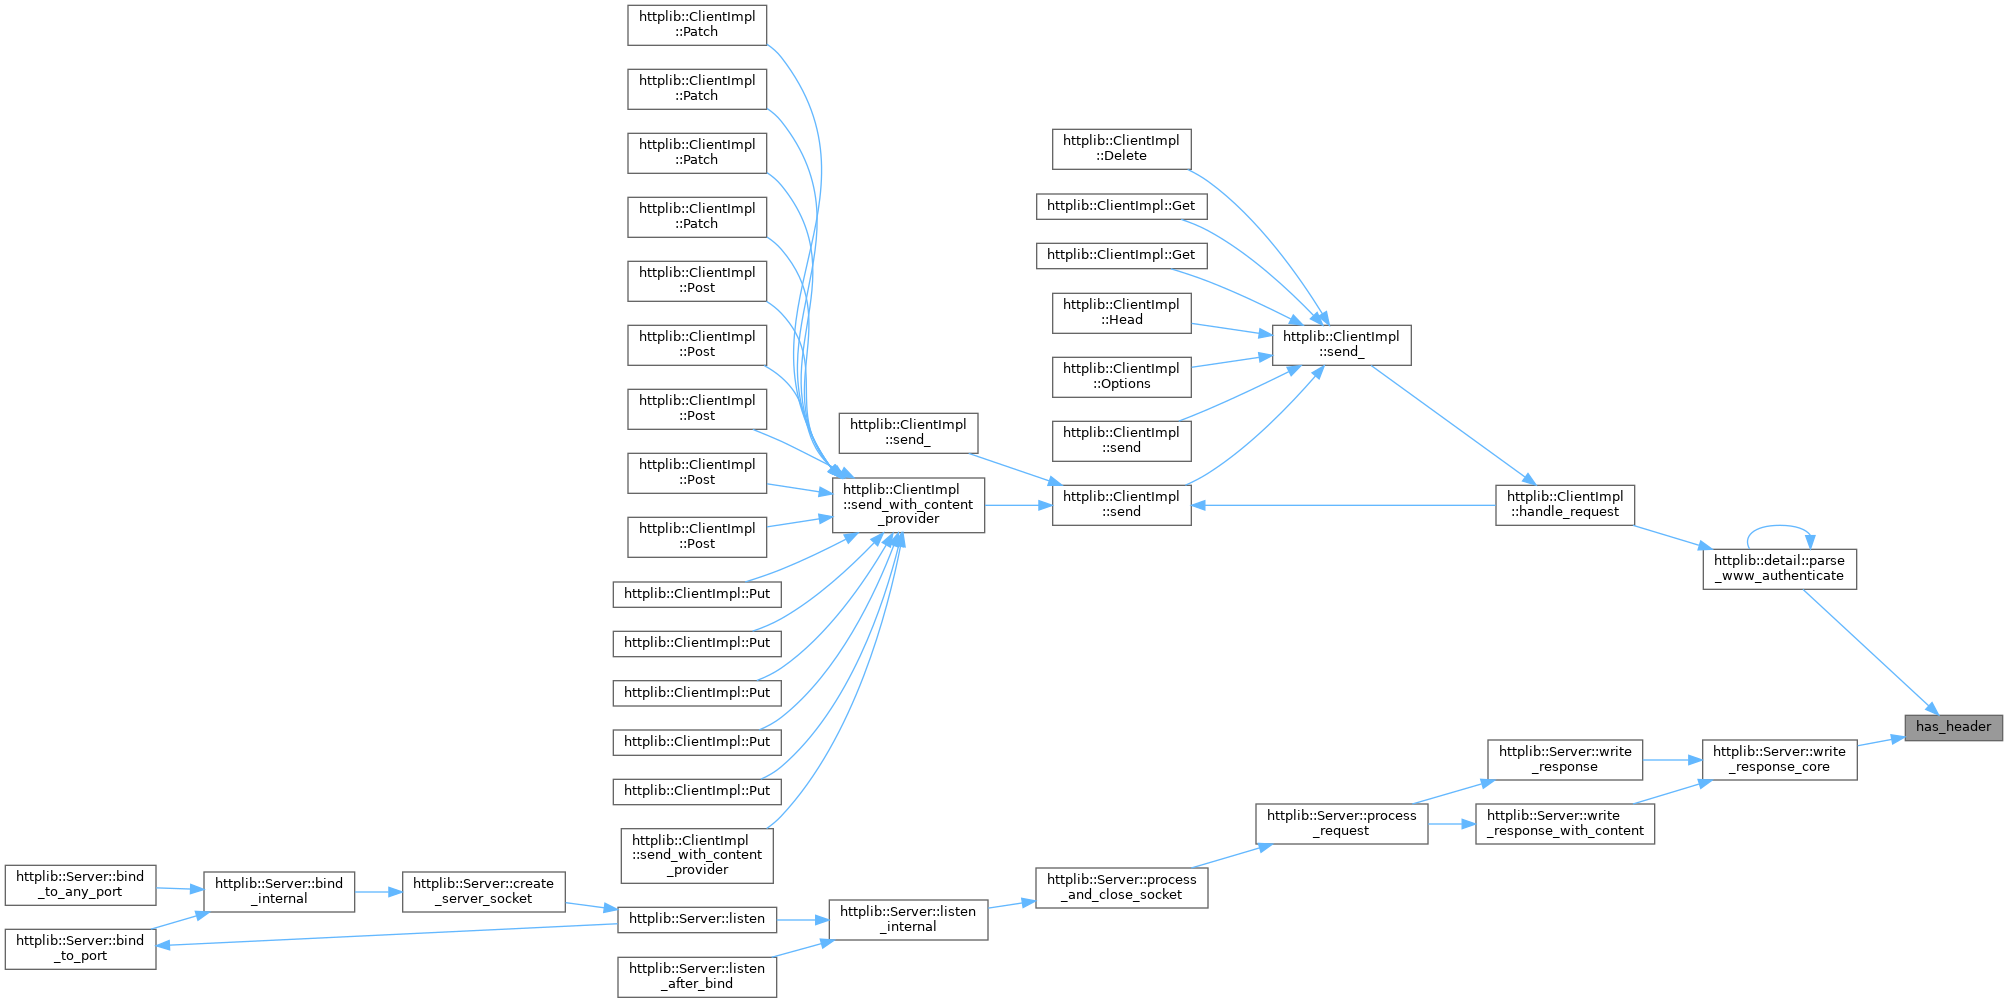 httplib::ClientImpl
::Patch
httplib::ClientImpl
::Patch
httplib::ClientImpl
::Patch
httplib::ClientImpl
::Patch
httplib::ClientImpl
::Post
httplib::ClientImpl
::Post
httplib::ClientImpl
::Post
httplib::ClientImpl
::Post
httplib::ClientImpl
::Post
httplib::ClientImpl::Put
httplib::ClientImpl::Put
httplib::ClientImpl::Put
httplib::ClientImpl::Put
httplib::ClientImpl::Put
httplib::ClientImpl
::send_with_content
_provider
httplib::ClientImpl
::send_
httplib::ClientImpl
::send_with_content
_provider
httplib::ClientImpl
::Delete
httplib::ClientImpl::Get
httplib::ClientImpl::Get
httplib::ClientImpl
::Head
httplib::ClientImpl
::Options
httplib::ClientImpl
::send
httplib::ClientImpl
::send
httplib::ClientImpl
::send_
httplib::ClientImpl
::handle_request
httplib::detail::parse
_www_authenticate
has_header
httplib::Server::write
_response_core
httplib::Server::write
_response
httplib::Server::write
_response_with_content
httplib::Server::process
_request
httplib::Server::process
_and_close_socket
httplib::Server::listen
_internal
httplib::Server::listen
httplib::Server::listen
_after_bind
httplib::Server::create
_server_socket
httplib::Server::bind
_internal
httplib::Server::bind
_to_any_port
httplib::Server::bind
_to_port